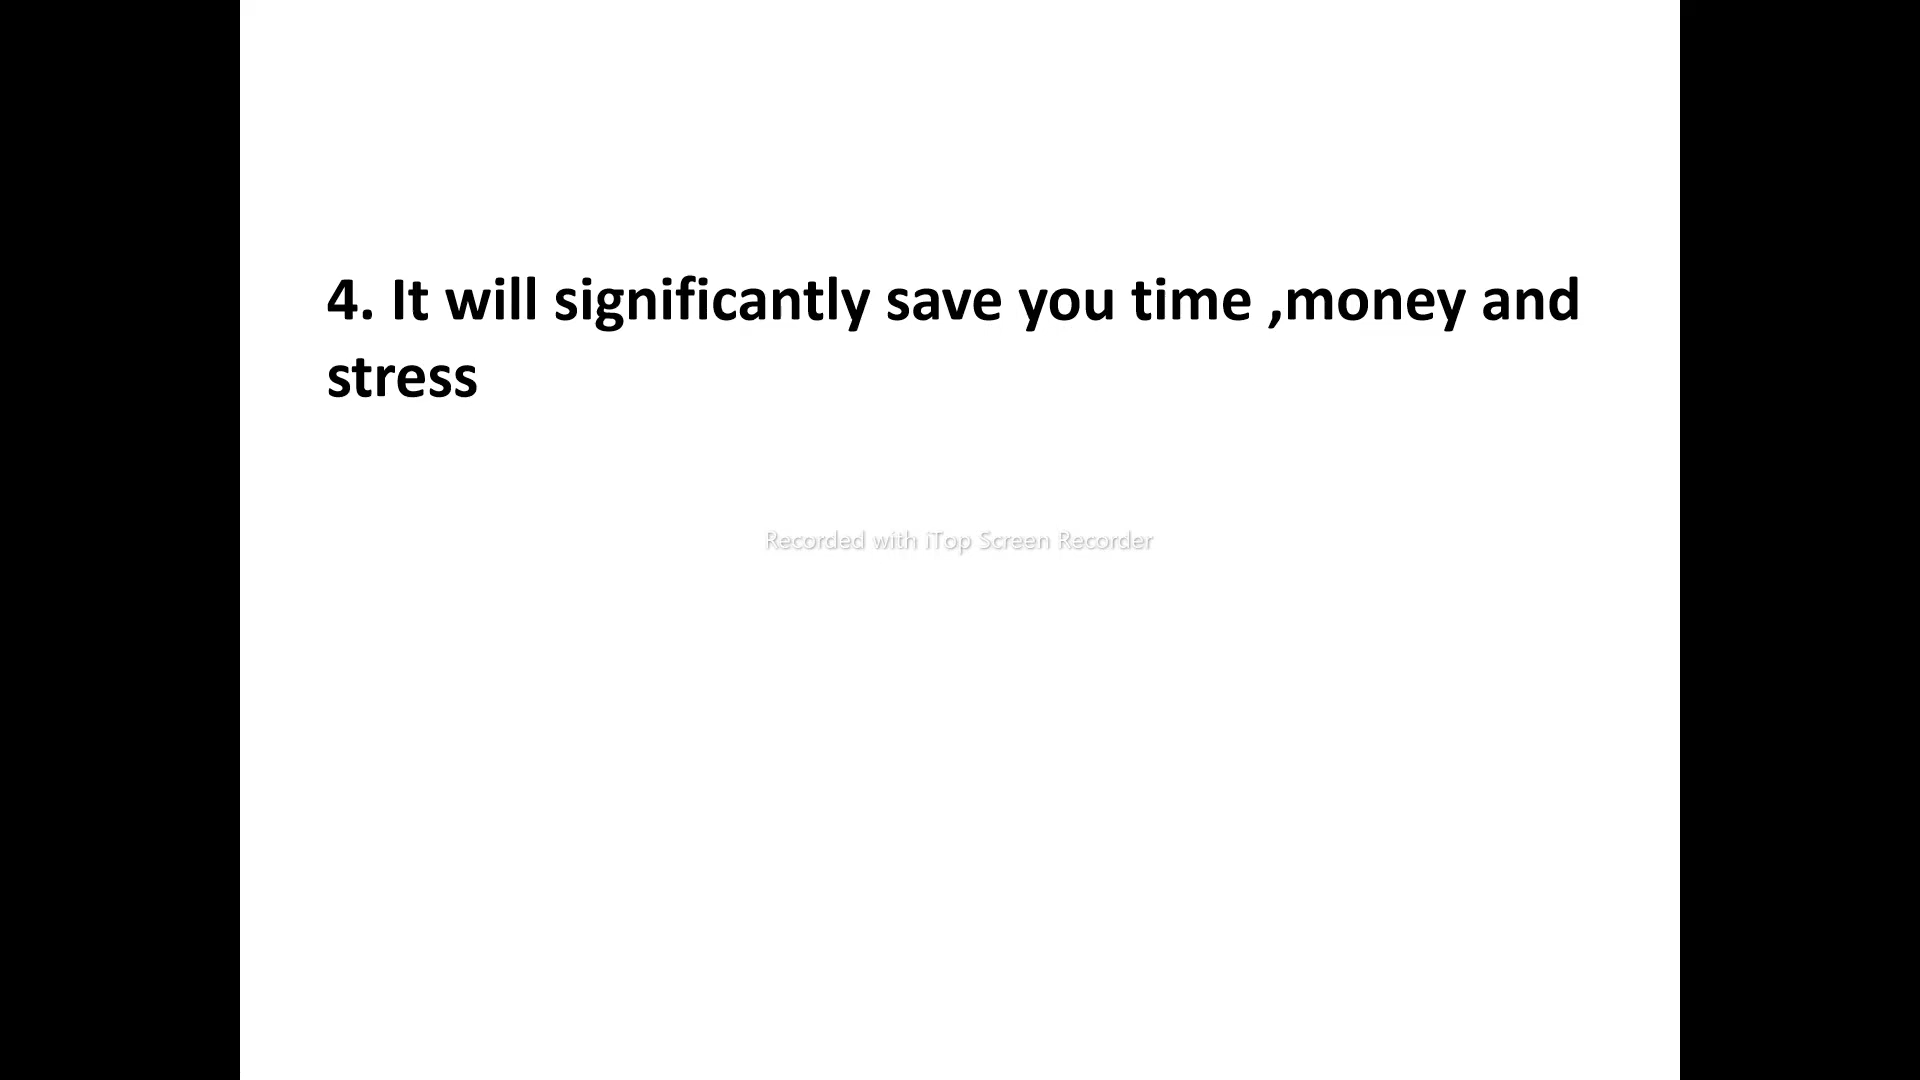 4. It will significantly save you time ,money and
stress
Recorded with iTop Screen Recorder